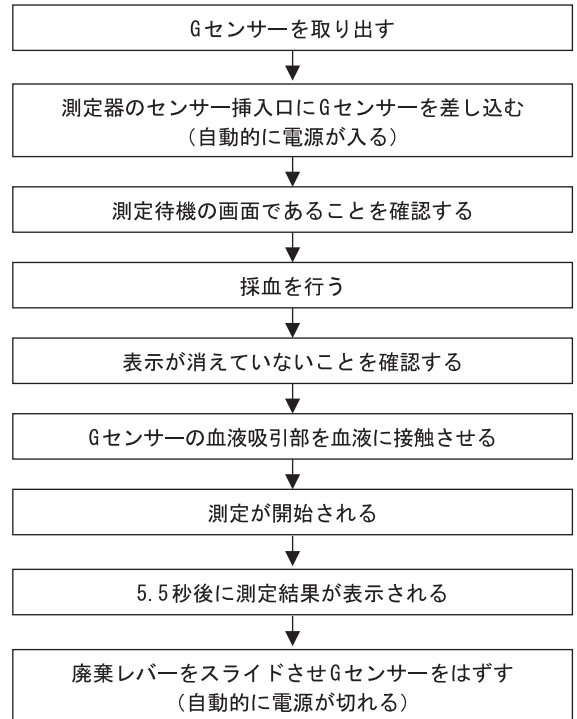 Gセンサーを取り出す
測定器のセンサー挿入口にGセンサーを差し込む
（自動的に電源が入る）
測定待機の画面であることを確認する
採血を行う
表示が消えていないことを確認する
Gセンサーの血液吸引部を血液に接触させる
測定が開始される
5.5秒後に測定結果が表示される
廃棄レバーをスライドさせGセンサーをはずす
（自動的に電源が切れる）